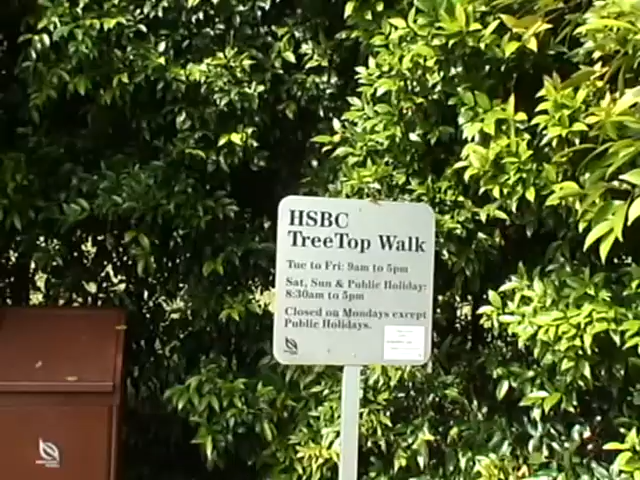 HSBC
TreeTop Walk
Tue to Fri: 9am to 5pm
Sat, Sun & Public Holiday:
8:30am to 5pm
Closed on Mondays except
Public Holidays.